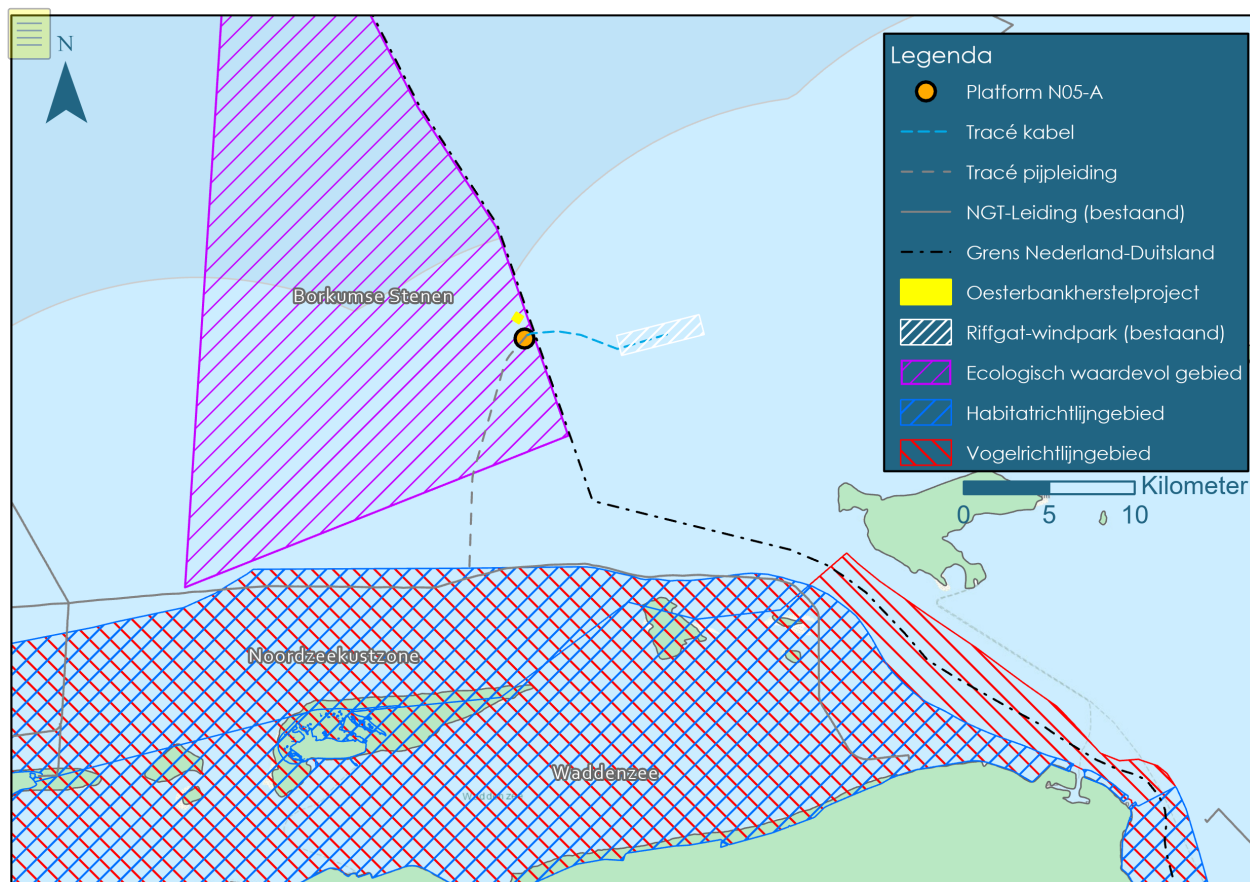 N
Legenda
Platform N05-A
Tracé kabel
Tracé pijpleiding
NGT-Leiding (bestaand)
Grens Nederland-Duitsland
Oesterbankherstelproject
Riffgat-windpark (bestaand)
Ecologisch waardevol gebied
Habitatrichtlijngebied
Vogelrichtlijngebied
Kilometer
0 5 10
Borkumse Stenen
Noordzeekustzone
Waddenzee
Waddenzee